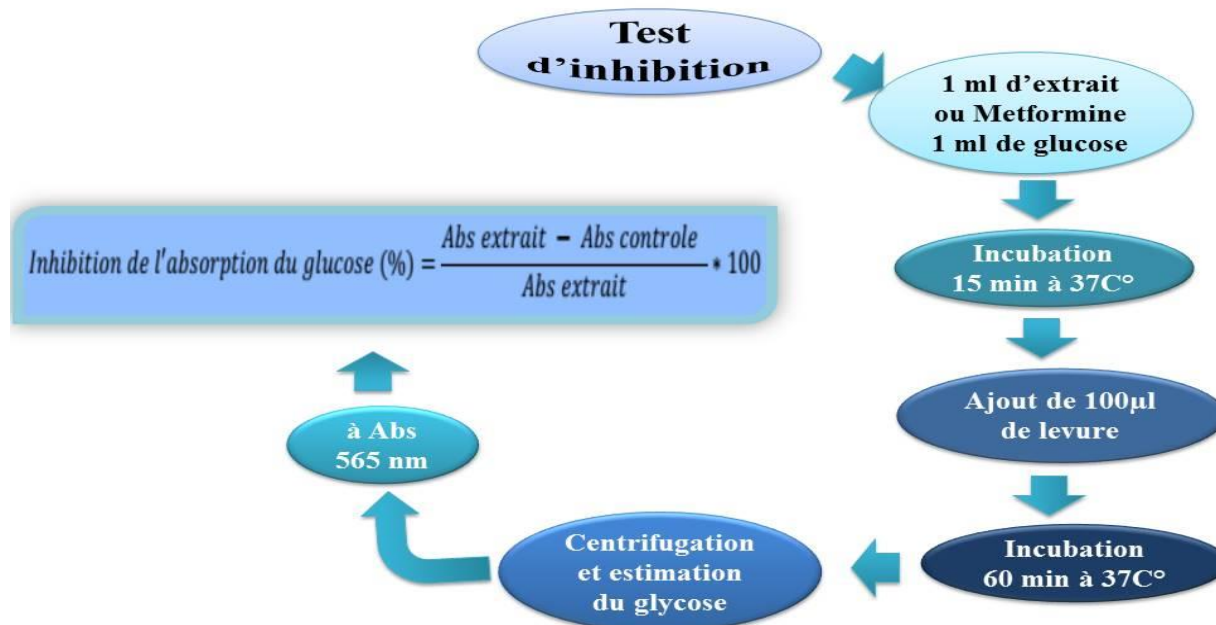 Test
d'inhibition
1 ml d'extrait
ou Metformine
1 ml de glucose
Incubation
15 min à 37C°
Ajout de 100µl
de levure
Incubation
60 min à 37C°
Centrifugation
et estimation
du glycose
à Abs
565 nm
Inhibition de l'absorption du glucose (%) = Abs extrait − Abs controle / Abs extrait * 100